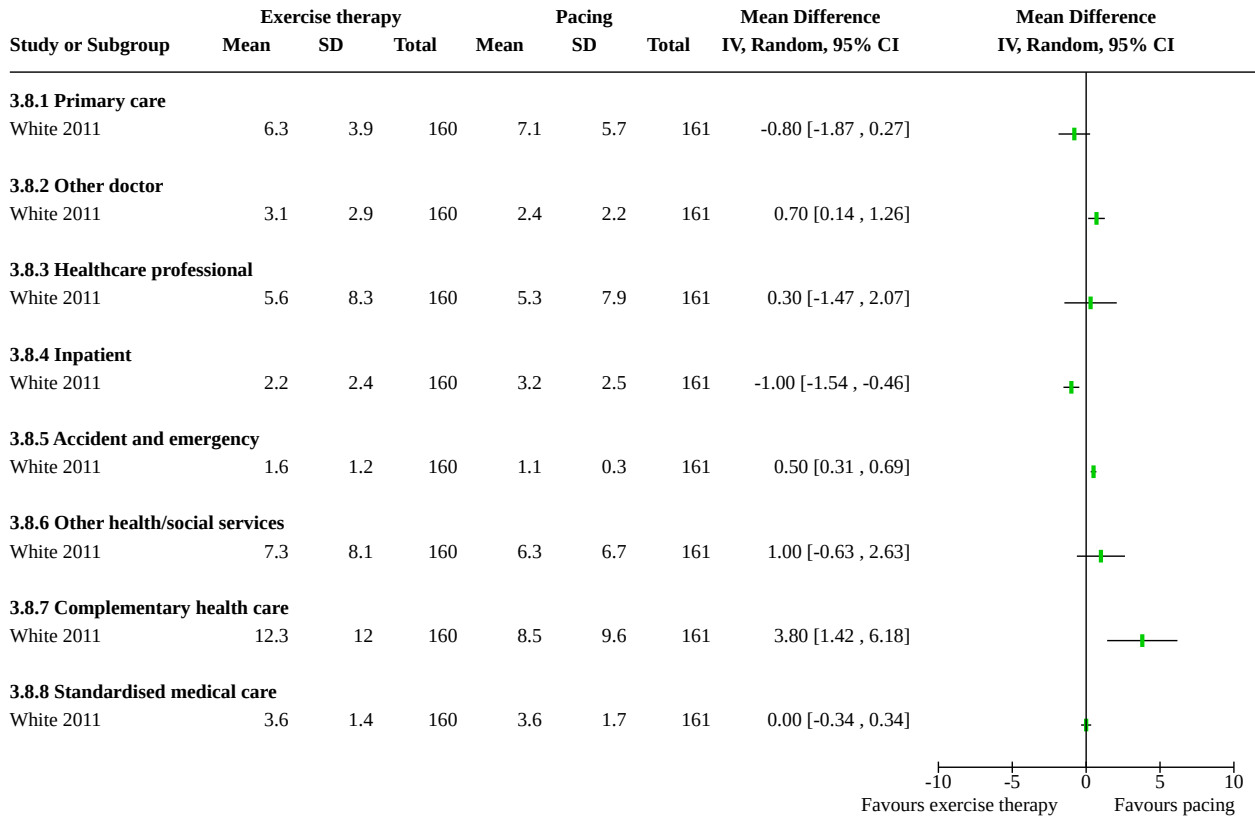 Exercise therapy Pacing Mean Difference Mean Difference
Study or Subgroup Mean SD Total Mean SD Total IV, Random, 95% CI IV, Random, 95% CI
3.8.1 Primary care
White 2011 6.3 3.9 160 7.1 5.7 161 -0.80 [-1.87 , 0.27]
3.8.2 Other doctor
White 2011 3.1 2.9 160 2.4 2.2 161 0.70 [0.14 , 1.26]
3.8.3 Healthcare professional
White 2011 5.6 8.3 160 5.3 7.9 161 0.30 [-1.47 , 2.07]
3.8.4 Inpatient
White 2011 2.2 2.4 160 3.2 2.5 161 -1.00 [-1.54 , -0.46]
3.8.5 Accident and emergency
White 2011 1.6 1.2 160 1.1 0.3 161 0.50 [0.31 , 0.69]
3.8.6 Other health/social services
White 2011 7.3 8.1 160 6.3 6.7 161 1.00 [-0.63 , 2.63]
3.8.7 Complementary health care
White 2011 12.3 12 160 8.5 9.6 161 3.80 [1.42 , 6.18]
3.8.8 Standardised medical care
White 2011 3.6 1.4 160 3.6 1.7 161 0.00 [-0.34 , 0.34]
-10 -5 0 5 10
Favours exercise therapy Favours pacing